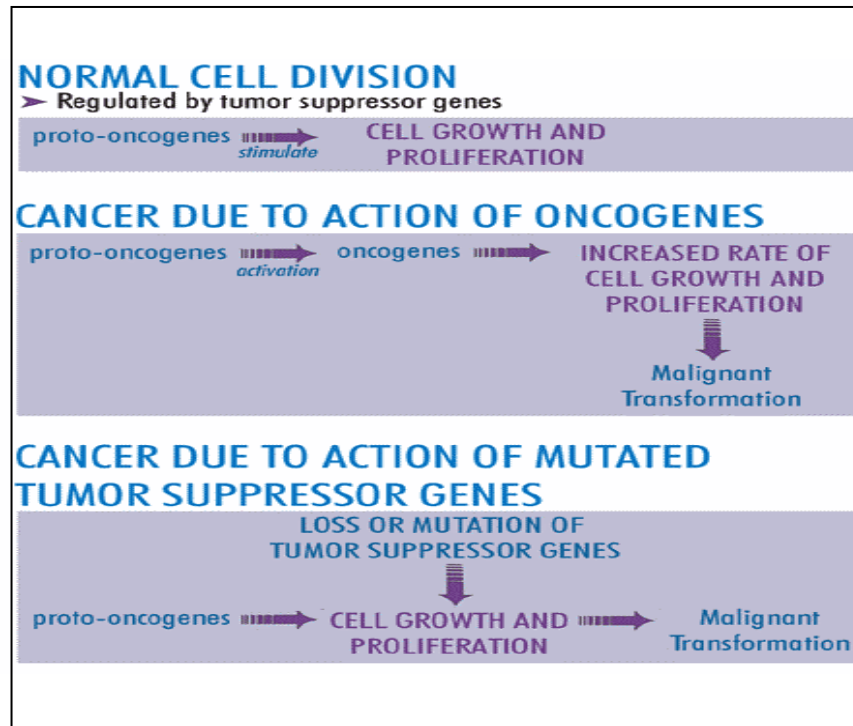 NORMAL CELL DIVISION
➤ Regulated by tumor suppressor genes
proto-oncogenes stimulate CELL GROWTH AND
PROLIFERATION
CANCER DUE TO ACTION OF ONCOGENES
proto-oncogenes activation oncogenes INCREASED RATE OF
CELL GROWTH AND
PROLIFERATION
Malignant
Transformation
CANCER DUE TO ACTION OF MUTATED
TUMOR SUPPRESSOR GENES
LOSS OR MUTATION OF
TUMOR SUPPRESSOR GENES
proto-oncogenes CELL GROWTH AND Malignant
PROLIFERATION Transformation